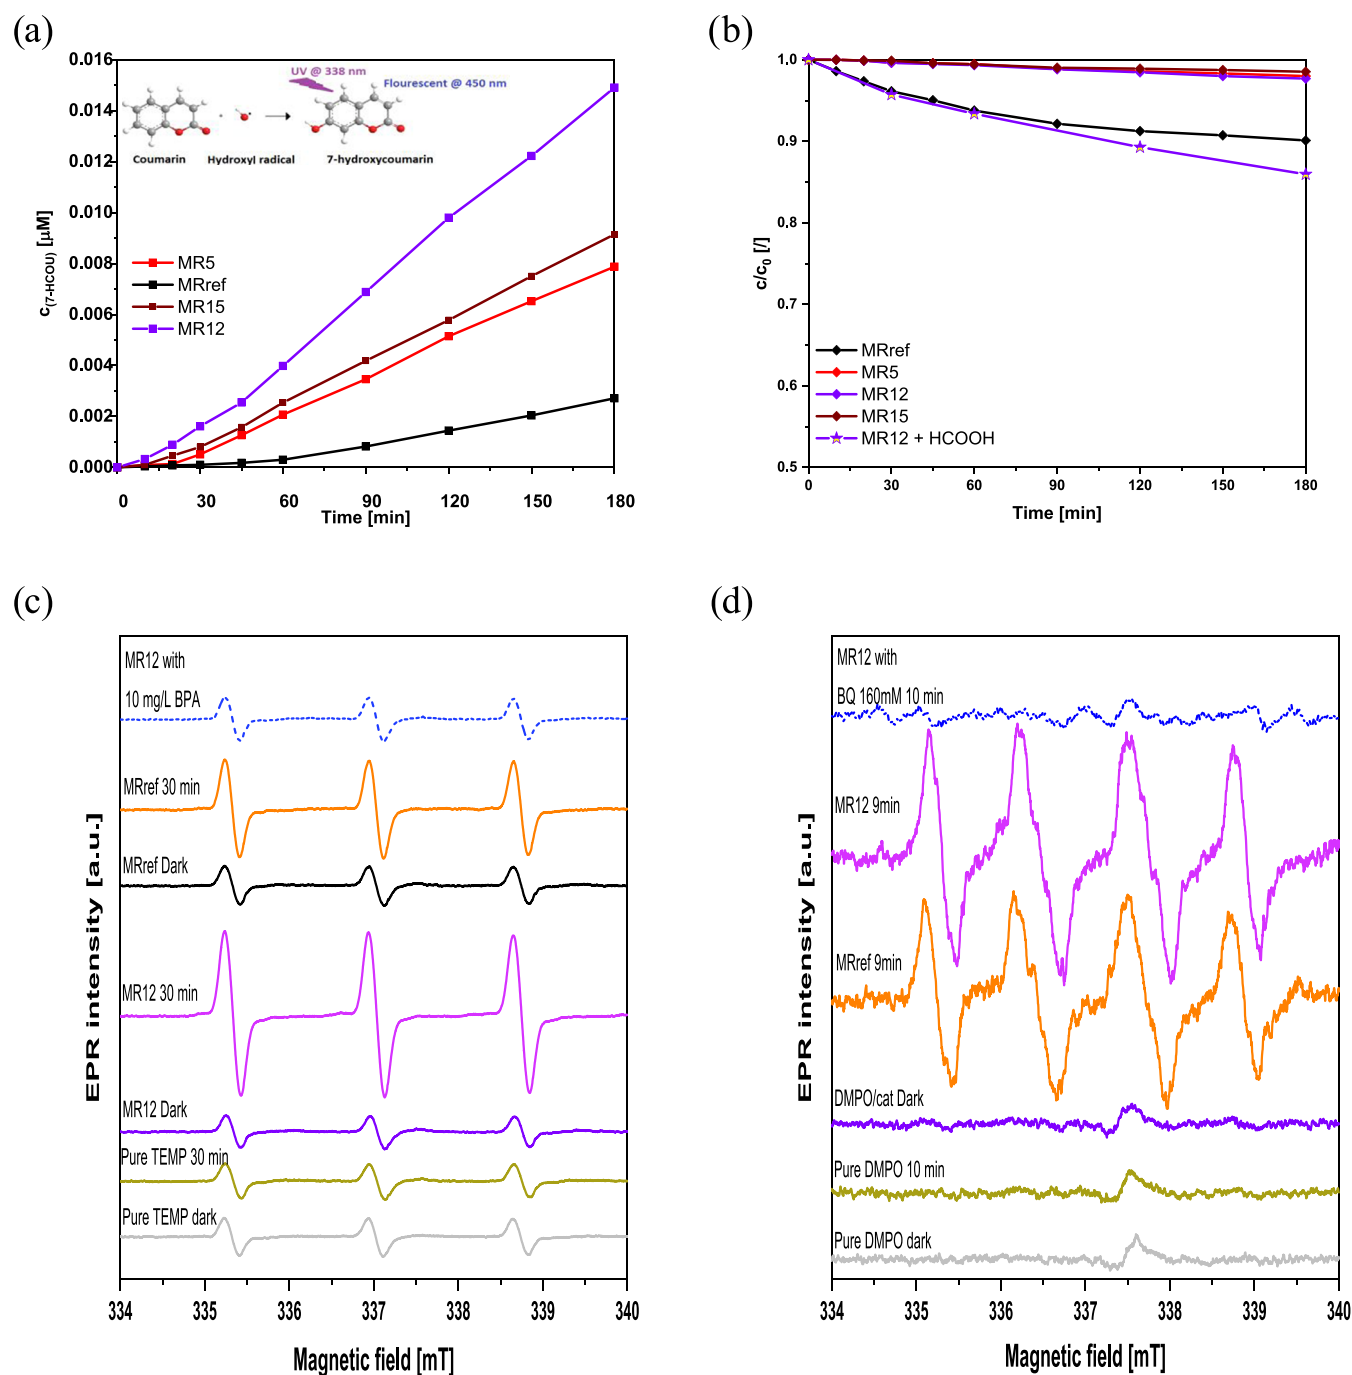 (a)
0.016
0.014
0.012
0.010
0.008
0.006
0.004
0.002
0.000
c(7-HCOU) [µM]
UV @ 338 nm
Flourescent @ 450 nm
Coumarin
Hydroxyl radical
7-hydroxycoumarin
MR5
MRref
MR15
MR12
0 30 60 90 120 150 180
Time [min]
(b)
1.0
0.9
0.8
0.7
0.6
0.5
c/c0 [/]
MRref
MR5
MR12
MR15
MR12 + HCOOH
0 30 60 90 120 150 180
Time [min]
(c)
EPR intensity [a.u.]
MR12 with
10 mg/L BPA
MRref 30 min
MRref Dark
MR12 30 min
MR12 Dark
Pure TEMP 30 min
Pure TEMP dark
334 335 336 337 338 339 340
Magnetic field [mT]
(d)
EPR intensity [a.u.]
MR12 with
BQ 160mM 10 min
MR12 9min
MRref 9min
DMPO/cat Dark
Pure DMPO 10 min
Pure DMPO dark
334 335 336 337 338 339 340
Magnetic field [mT]